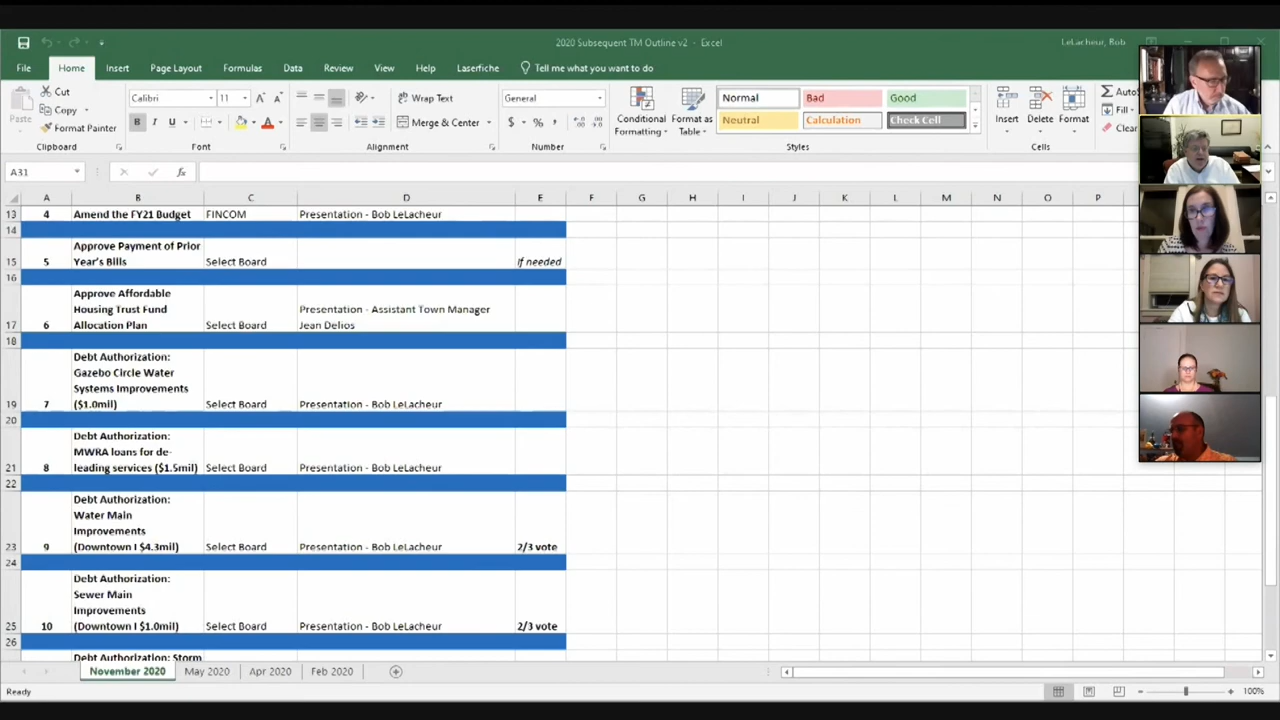 2020 Subsequent TM Outline v2 - Excel
LeLacheur, Bob
File Home Insert Page Layout Formulas Data Review View Help Laserfiche Tell me what you want to do
Paste
Cut
Copy
Format Painter
Clipboard
Calibri 11
B I U
Font
Wrap Text
Merge & Center
Alignment
General
$ % ,
Number
Conditional Formatting
Format as Table
Normal Bad Good
Neutral Calculation Check Cell
Styles
Insert Delete Format
Cells
Fill
Clear
A31 fx
A B C D E F G H I J K L M N O P
13 4 Amend the FY21 Budget FINCOM Presentation - Bob LeLacheur
14
Approve Payment of Prior
15 5 Year's Bills Select Board If needed
16
Approve Affordable
Housing Trust Fund Presentation - Assistant Town Manager
17 6 Allocation Plan Select Board Jean Delios
18
Debt Authorization:
Gazebo Circle Water
Systems Improvements
19 7 ($1.0mil) Select Board Presentation - Bob LeLacheur
20
Debt Authorization:
MWRA loans for de-
21 8 leading services ($1.5mil) Select Board Presentation - Bob LeLacheur
22
Debt Authorization:
Water Main
Improvements
23 9 (Downtown I $4.3mil) Select Board Presentation - Bob LeLacheur 2/3 vote
24
Debt Authorization:
Sewer Main
Improvements
25 10 (Downtown I $1.0mil) Select Board Presentation - Bob LeLacheur 2/3 vote
26
Debt Authorization: Storm
November 2020 May 2020 Apr 2020 Feb 2020
Ready 100%